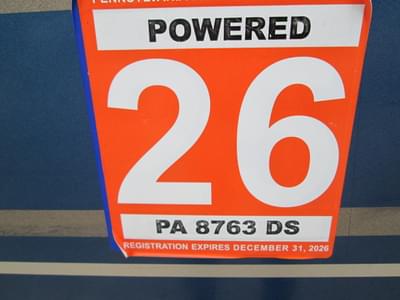 POWERED
26
PA 8763 DS
REGISTRATION EXPIRES DECEMBER 31, 2026